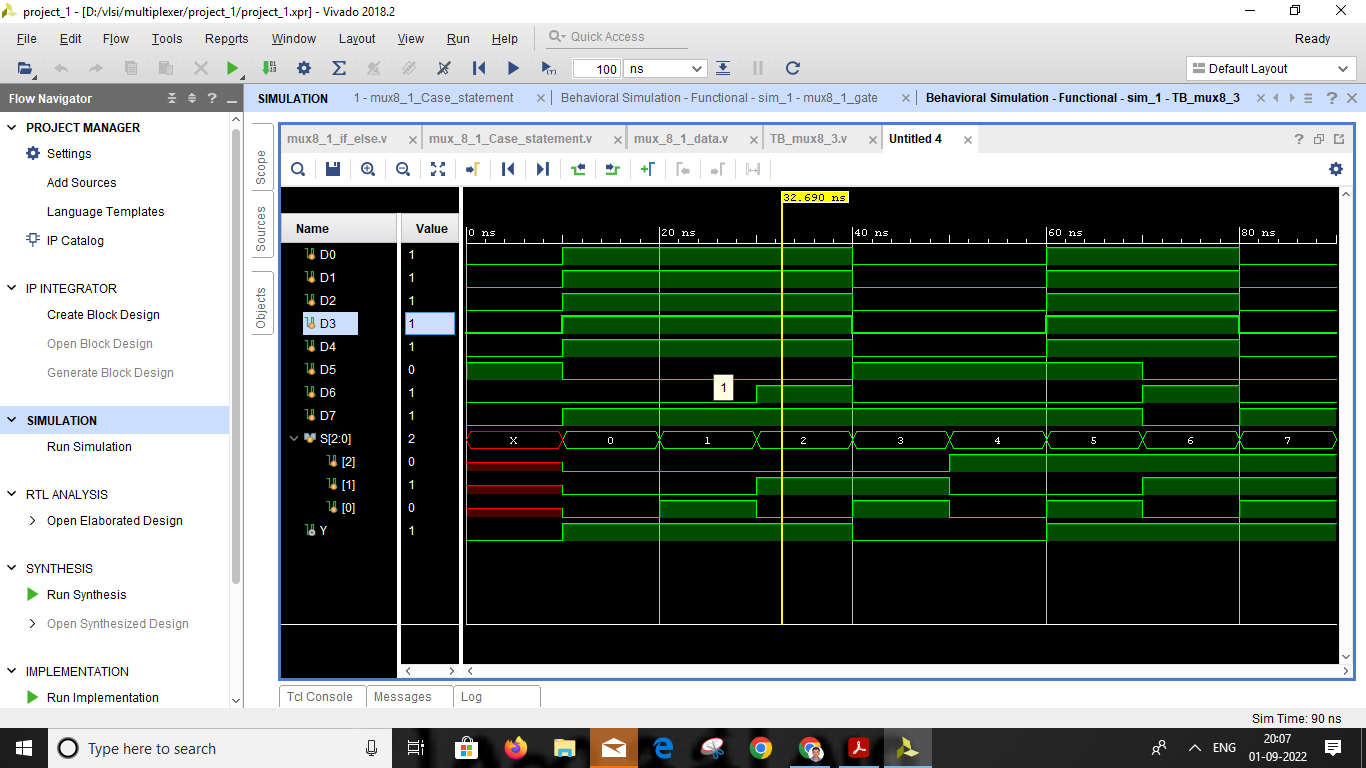 project_1 - [D:/vlsi/multiplexer/project_1/project_1.xpr] - Vivado 2018.2
File Edit Flow Tools Reports Window Layout View Run Help Quick Access Ready
100 ns Default Layout
Flow Navigator
SIMULATION 1 - mux8_1_Case_statement Behavioral Simulation - Functional - sim_1 - mux8_1_gate Behavioral Simulation - Functional - sim_1 - TB_mux8_3
PROJECT MANAGER
Settings
Add Sources
Language Templates
IP Catalog
IP INTEGRATOR
Create Block Design
Open Block Design
Generate Block Design
SIMULATION
Run Simulation
RTL ANALYSIS
Open Elaborated Design
SYNTHESIS
Run Synthesis
Open Synthesized Design
IMPLEMENTATION
Run Implementation
Scope
Sources
Objects
mux8_1_if_else.v mux_8_1_Case_statement.v mux_8_1_data.v TB_mux8_3.v Untitled 4
32.690 ns
Name Value
0 ns 20 ns 40 ns 60 ns 80 ns
D0 1
D1 1
D2 1
D3 1
D4 1
D5 0
D6 1
1
D7 1
S[2:0] 2 X 0 1 2 3 4 5 6 7
[2] 0
[1] 1
[0] 0
Y 1
Tcl Console Messages Log
Sim Time: 90 ns
Type here to search
ENG
20:07
01-09-2022